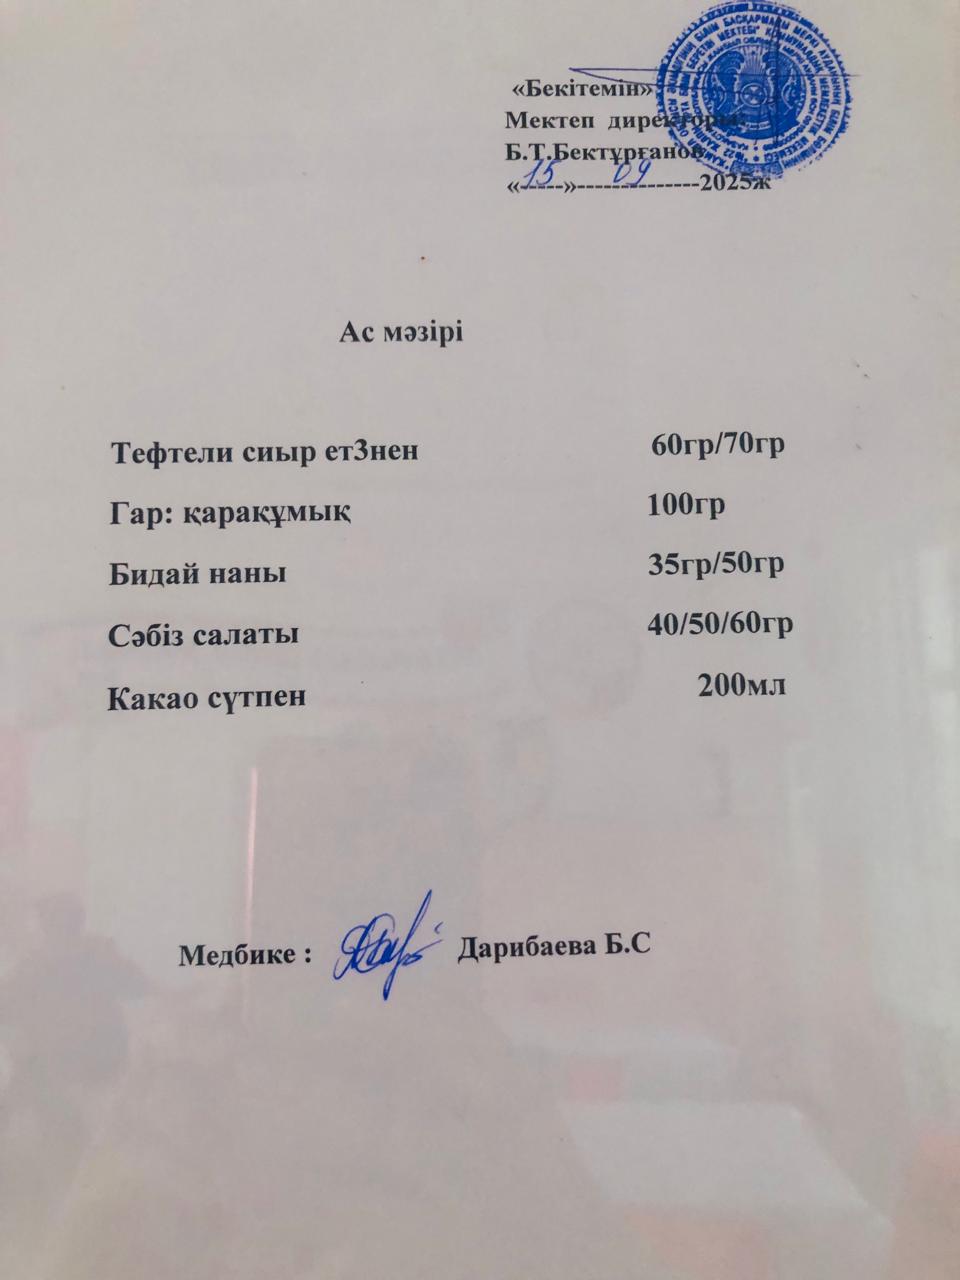 «Бекітемін»
Мектеп директоры:
Б.Т.Бектұрғанов
«--15---»-----09---------2025ж
Ас мәзірі
Тефтели сиыр ет3нен 60гр/70гр
Гар: қарақұмық 100гр
Бидай наны 35гр/50гр
Сәбіз салаты 40/50/60гр
Какао сүтпен 200мл
Медбике : Дарибаева Б.С